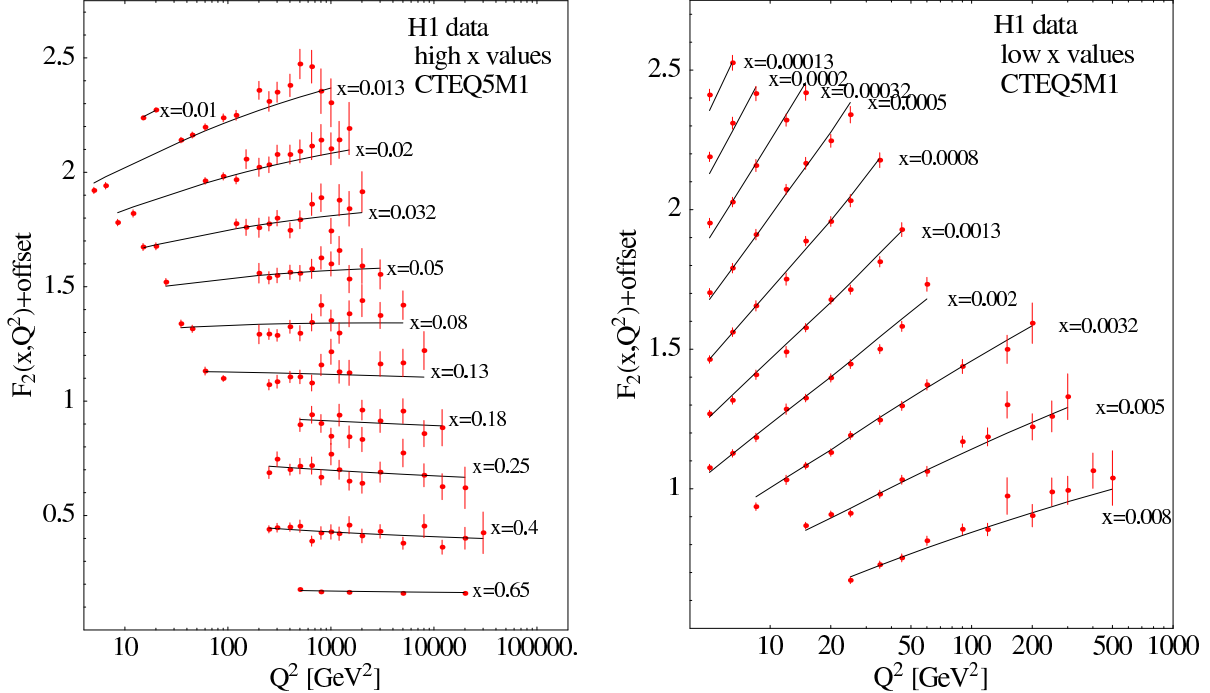 H1 data
high x values
CTEQ5M1
2.5
2
1.5
1
0.5
F₂(x,Q²)+offset
x=0.01
x=0.013
x=0.02
x=0.032
x=0.05
x=0.08
x=0.13
x=0.18
x=0.25
x=0.4
x=0.65
10 100 1000 10000 100000.
Q² [GeV²]
H1 data
low x values
CTEQ5M1
2.5
2
1.5
1
F₂(x,Q²)+offset
x=0.00013
x=0.0002
x=0.00032
x=0.0005
x=0.0008
x=0.0013
x=0.002
x=0.0032
x=0.005
x=0.008
10 20 50 100 200 500 1000
Q² [GeV²]